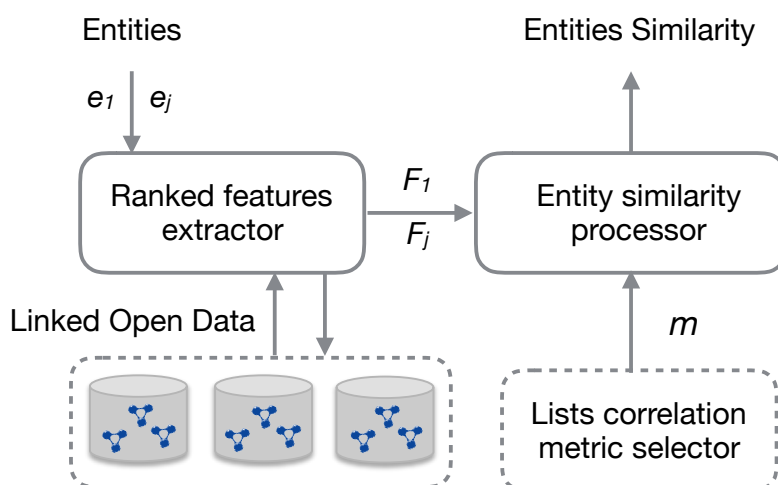 Entities
Entities Similarity
e1 ej
Ranked features
extractor
F1
Fj
Entity similarity
processor
Linked Open Data
m
Lists correlation
metric selector